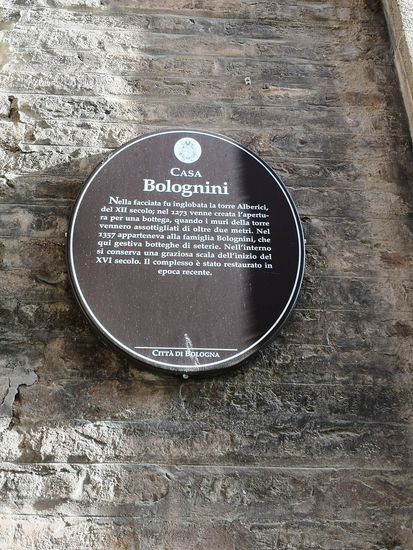 CASA
Bolognini
Nella facciata fu inglobata la torre Alberici,
del XII secolo; nel 1273 venne creata l'apertu-
ra per una bottega, quando i muri della torre
vennero assottigliati di oltre due metri. Nel
1357 apparteneva alla famiglia Bolognini, che
qui gestiva botteghe di seterie. Nell'interno
si conserva una graziosa scala dell'inizio del
XVI secolo. Il complesso è stato restaurato in
epoca recente.
CITTÀ DI BOLOGNA